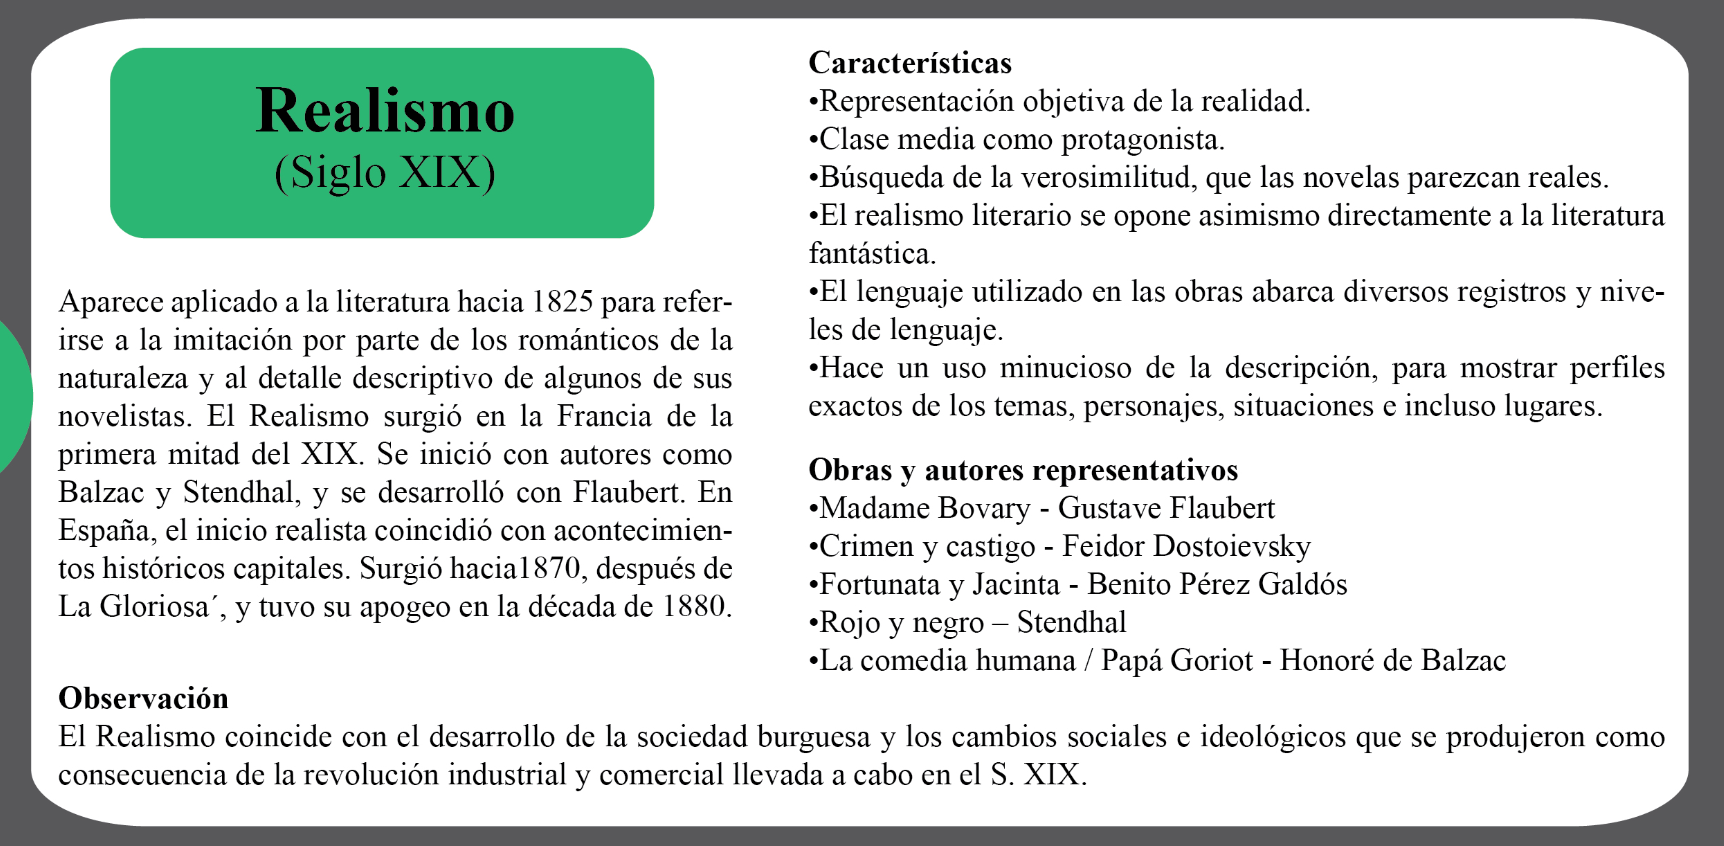 Realismo
(Siglo XIX)
Aparece aplicado a la literatura hacia 1825 para refer-
irse a la imitación por parte de los románticos de la
naturaleza y al detalle descriptivo de algunos de sus
novelistas. El Realismo surgió en la Francia de la
primera mitad del XIX. Se inició con autores como
Balzac y Stendhal, y se desarrolló con Flaubert. En
España, el inicio realista coincidió con acontecimien-
tos históricos capitales. Surgió hacia1870, después de
La Gloriosa´, y tuvo su apogeo en la década de 1880.
Características
•Representación objetiva de la realidad.
•Clase media como protagonista.
•Búsqueda de la verosimilitud, que las novelas parezcan reales.
•El realismo literario se opone asimismo directamente a la literatura
fantástica.
•El lenguaje utilizado en las obras abarca diversos registros y nive-
les de lenguaje.
•Hace un uso minucioso de la descripción, para mostrar perfiles
exactos de los temas, personajes, situaciones e incluso lugares.
Obras y autores representativos
•Madame Bovary - Gustave Flaubert
•Crimen y castigo - Feidor Dostoievsky
•Fortunata y Jacinta - Benito Pérez Galdós
•Rojo y negro – Stendhal
•La comedia humana / Papá Goriot - Honoré de Balzac
Observación
El Realismo coincide con el desarrollo de la sociedad burguesa y los cambios sociales e ideológicos que se produjeron como
consecuencia de la revolución industrial y comercial llevada a cabo en el S. XIX.